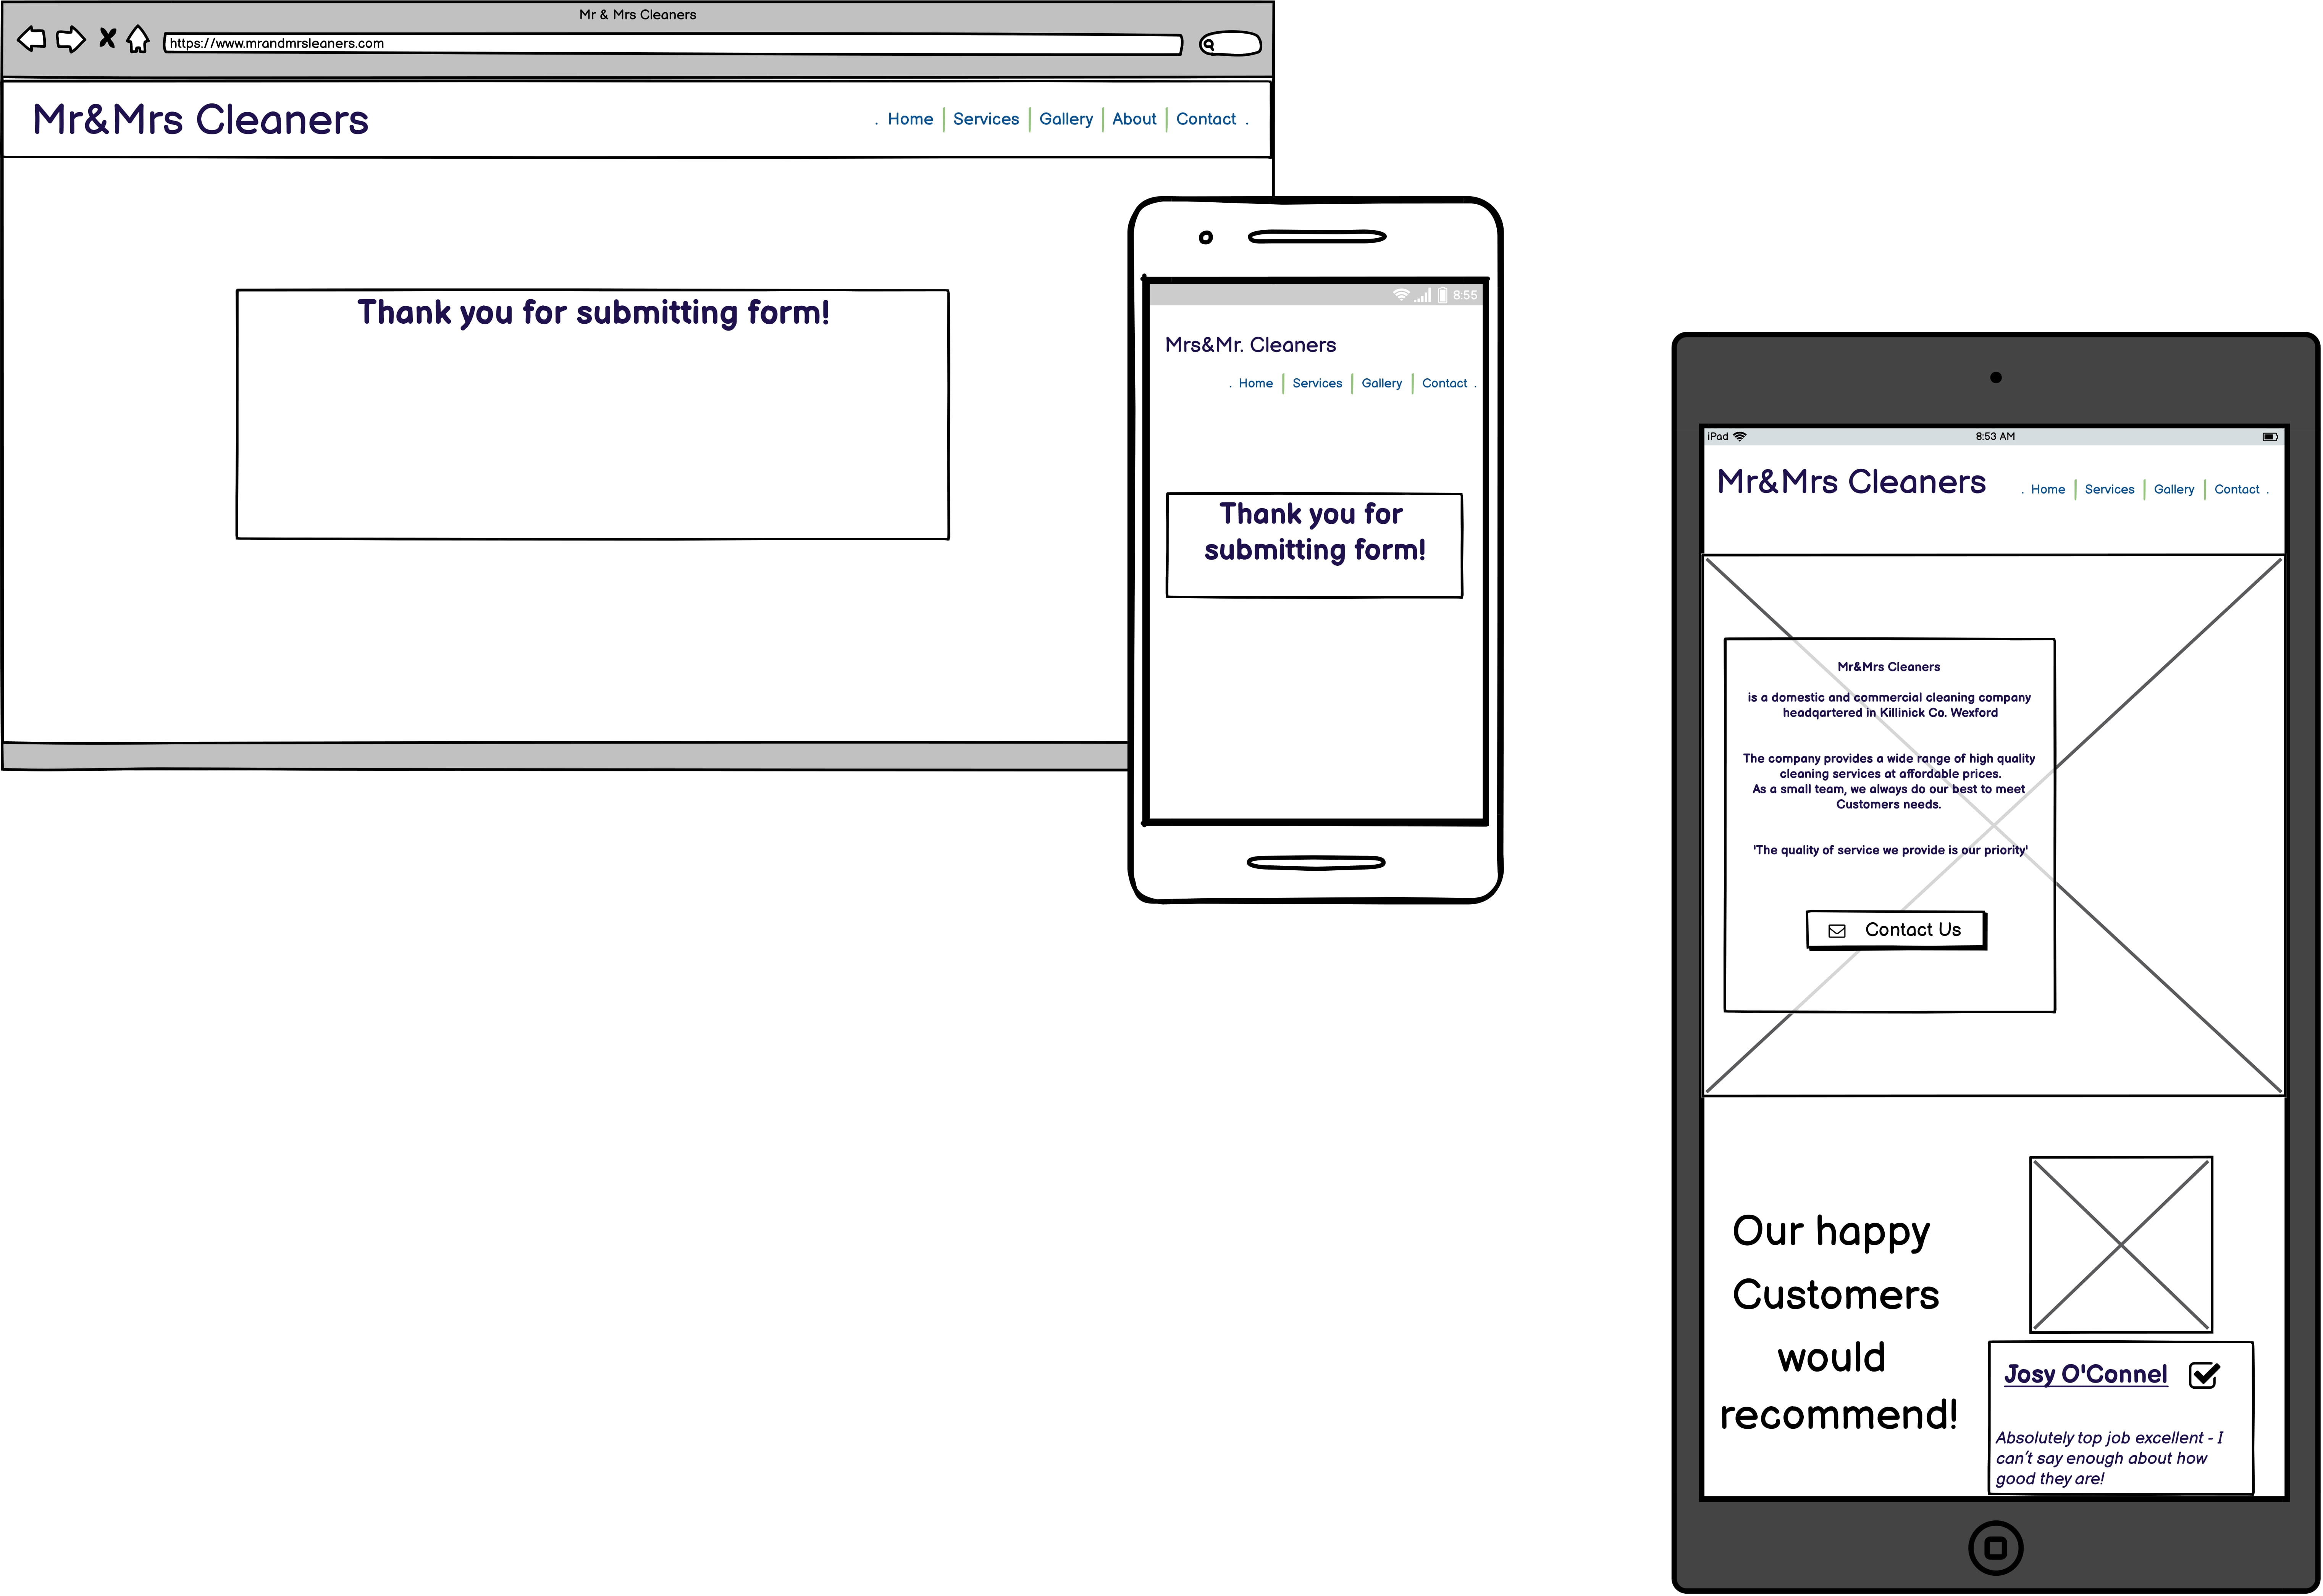 Mr & Mrs Cleaners
https://www.mrandmrsleaners.com
Mr&Mrs Cleaners
. Home | Services | Gallery | About | Contact .
Thank you for submitting form!
8:55
Mrs&Mr. Cleaners
. Home | Services | Gallery | Contact .
Thank you for
submitting form!
iPad
8:53 AM
Mr&Mrs Cleaners
. Home | Services | Gallery | Contact .
Mr&Mrs Cleaners
is a domestic and commercial cleaning company
headqartered in Killinick Co. Wexford
The company provides a wide range of high quality
cleaning services at affordable prices.
As a small team, we always do our best to meet
Customers needs.
'The quality of service we provide is our priority'
Contact Us
Our happy
Customers
would
recommend!
Josy O'Connel
Absolutely top job excellent - I
can't say enough about how
good they are!